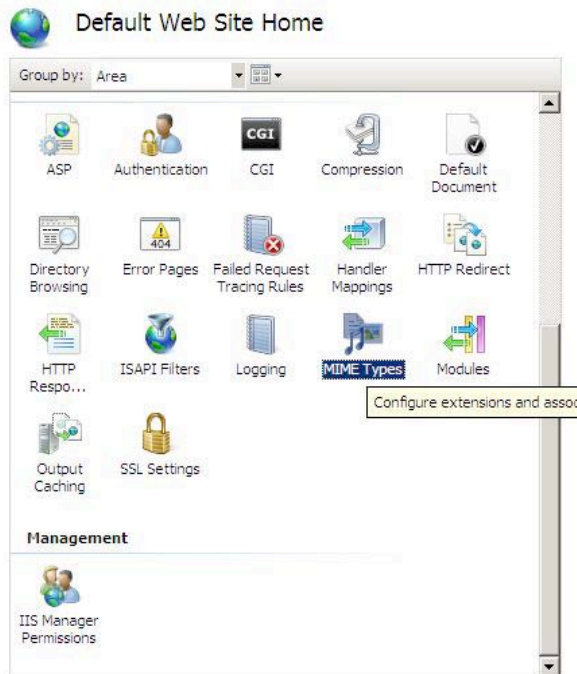 Default Web Site Home
Group by: Area
ASP
Authentication
CGI
CGI
Compression
Default
Document
404
Directory
Browsing
Error Pages
Failed Request
Tracing Rules
Handler
Mappings
HTTP Redirect
HTTP
Respo...
ISAPI Filters
Logging
MIME Types
Modules
Configure extensions and assoc
Output
Caching
SSL Settings
Management
IIS Manager
Permissions